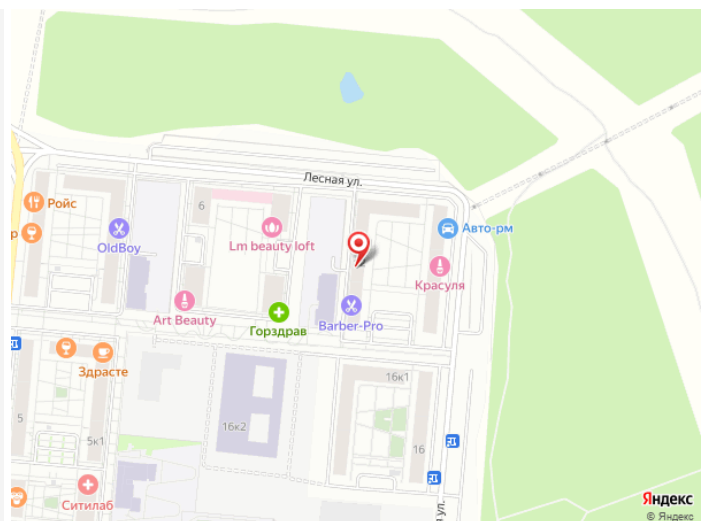 Лесная ул.
Ройс
6
р
OldBoy
Lm beauty loft
Авто-рм
Красуля
Art Beauty
Горздрав
Barber-Pro
Здрасте
16к1
5
16к2
5к1
16
Ситилаб
ул.
Яндекс
© Яндекс